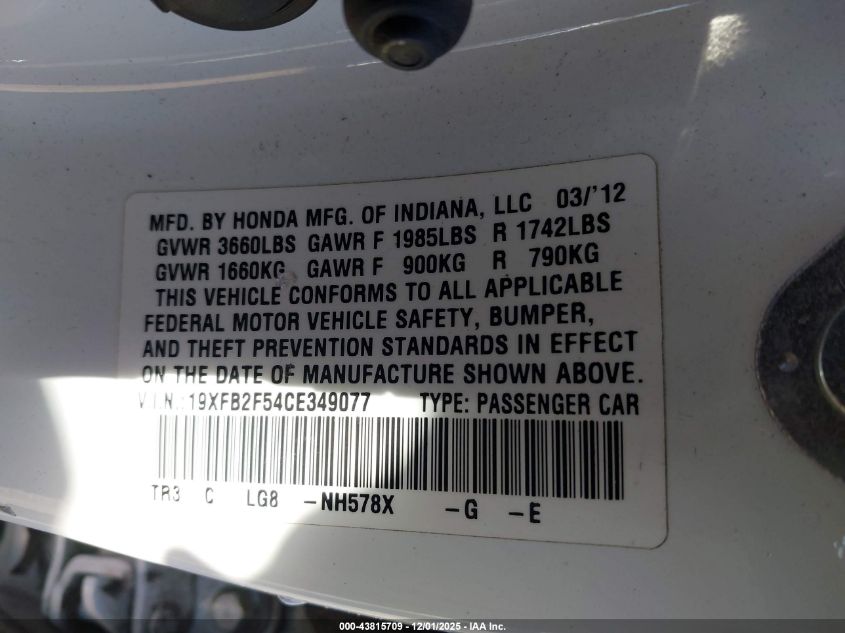 MFD. BY HONDA MFG. OF INDIANA, LLC 03/'12
GVWR 3660LBS GAWR F 1985LBS R 1742LBS
GVWR 1660KG GAWR F 900KG R 790KG
THIS VEHICLE CONFORMS TO ALL APPLICABLE
FEDERAL MOTOR VEHICLE SAFETY, BUMPER,
AND THEFT PREVENTION STANDARDS IN EFFECT
ON THE DATE OF MANUFACTURE SHOWN ABOVE.
V.I.N.:19XFB2F54CE349077 TYPE: PASSENGER CAR
TR3 C LG8 -NH578X -G -E
000-43815709 - 12/01/2025 - IAA Inc.